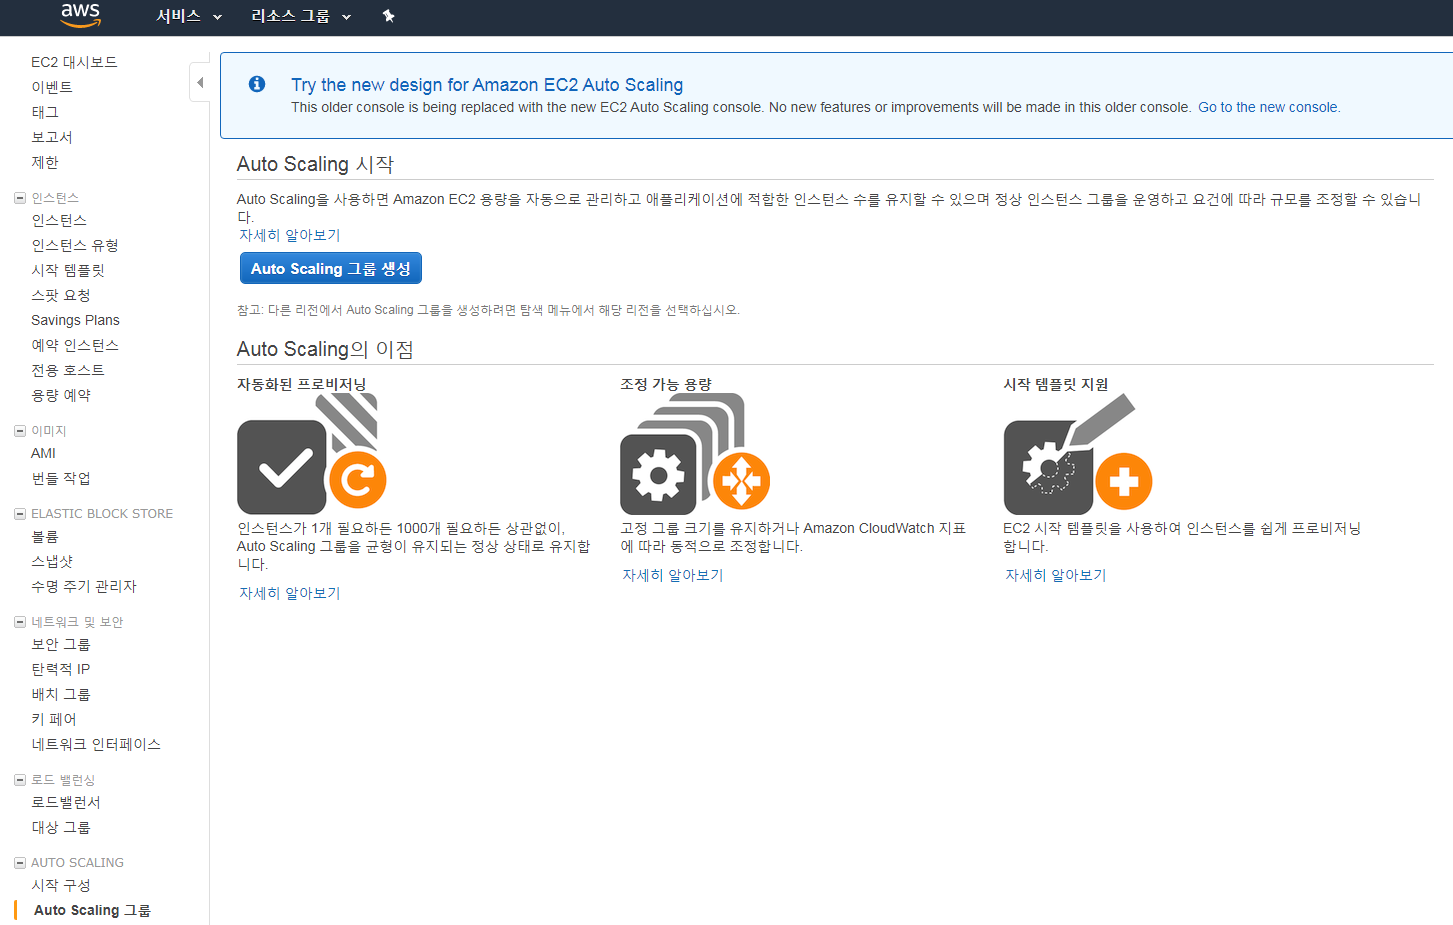 aws
서비스
리소스 그룹
EC2 대시보드
이벤트
태그
보고서
제한
인스턴스
인스턴스
인스턴스 유형
시작 템플릿
스팟 요청
Savings Plans
예약 인스턴스
전용 호스트
용량 예약
이미지
AMI
번들 작업
ELASTIC BLOCK STORE
볼륨
스냅샷
수명 주기 관리자
네트워크 및 보안
보안 그룹
탄력적 IP
배치 그룹
키 페어
네트워크 인터페이스
로드 밸런싱
로드밸런서
대상 그룹
AUTO SCALING
시작 구성
Auto Scaling 그룹
Try the new design for Amazon EC2 Auto Scaling
This older console is being replaced with the new EC2 Auto Scaling console. No new features or improvements will be made in this older console. Go to the new console.
Auto Scaling 시작
Auto Scaling을 사용하면 Amazon EC2 용량을 자동으로 관리하고 애플리케이션에 적합한 인스턴스 수를 유지할 수 있으며 정상 인스턴스 그룹을 운영하고 요건에 따라 규모를 조정할 수 있습니
다.
자세히 알아보기
Auto Scaling 그룹 생성
참고: 다른 리전에서 Auto Scaling 그룹을 생성하려면 탐색 메뉴에서 해당 리전을 선택하십시오.
Auto Scaling의 이점
자동화된 프로비저닝
인스턴스가 1개 필요하든 1000개 필요하든 상관없이,
Auto Scaling 그룹을 균형이 유지되는 정상 상태로 유지합
니다.
자세히 알아보기
조정 가능 용량
고정 그룹 크기를 유지하거나 Amazon CloudWatch 지표
에 따라 동적으로 조정합니다.
자세히 알아보기
시작 템플릿 지원
EC2 시작 템플릿을 사용하여 인스턴스를 쉽게 프로비저닝
합니다.
자세히 알아보기